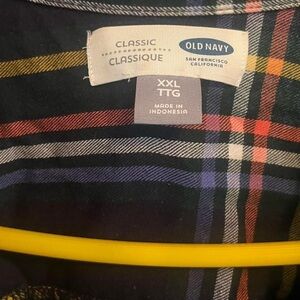 CLASSIC
CLASSIQUE
OLD NAVY
SAN FRANCISCO
CALIFORNIA
XXL
TTG
MADE IN
INDONESIA